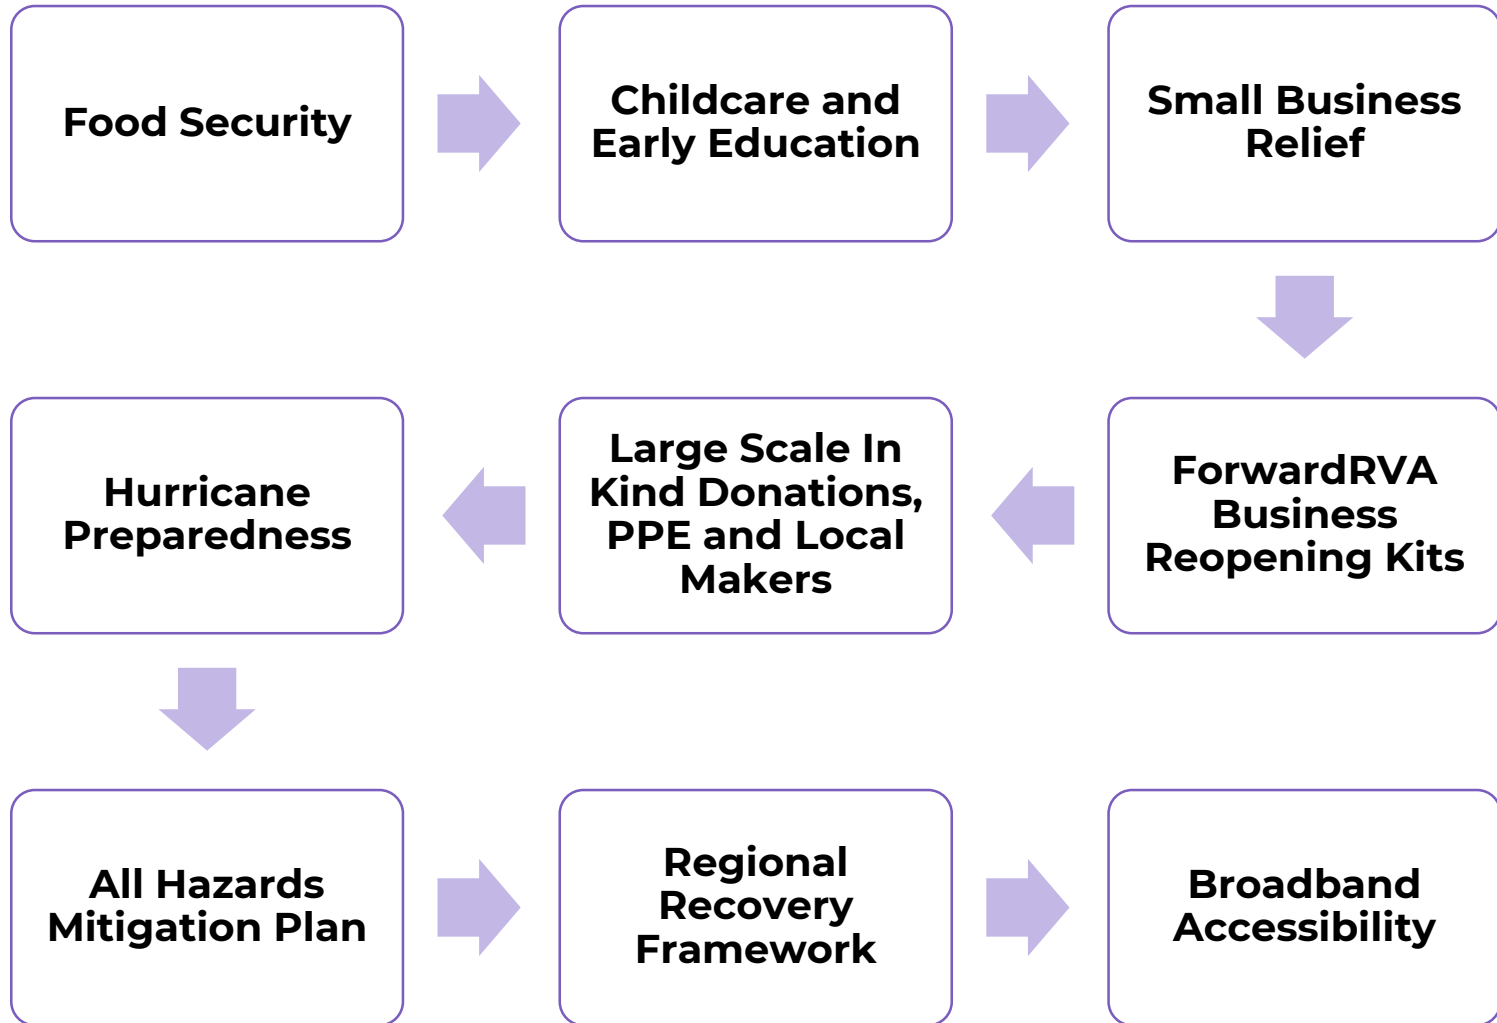 Food Security
Childcare and
Early Education
Small Business
Relief
ForwardRVA
Business
Reopening Kits
Large Scale In
Kind Donations,
PPE and Local
Makers
Hurricane
Preparedness
All Hazards
Mitigation Plan
Regional
Recovery
Framework
Broadband
Accessibility